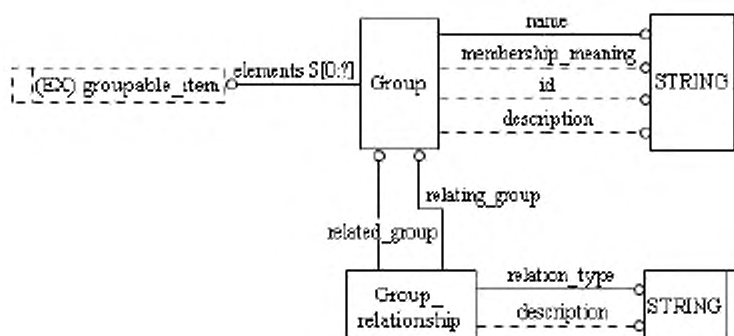 name
membership_meaning
(EX) groupable_item
elements S[0:?]
Group
id
STRING
description
relating_group
related_group
Group_
relationship
relation_type
description
STRING